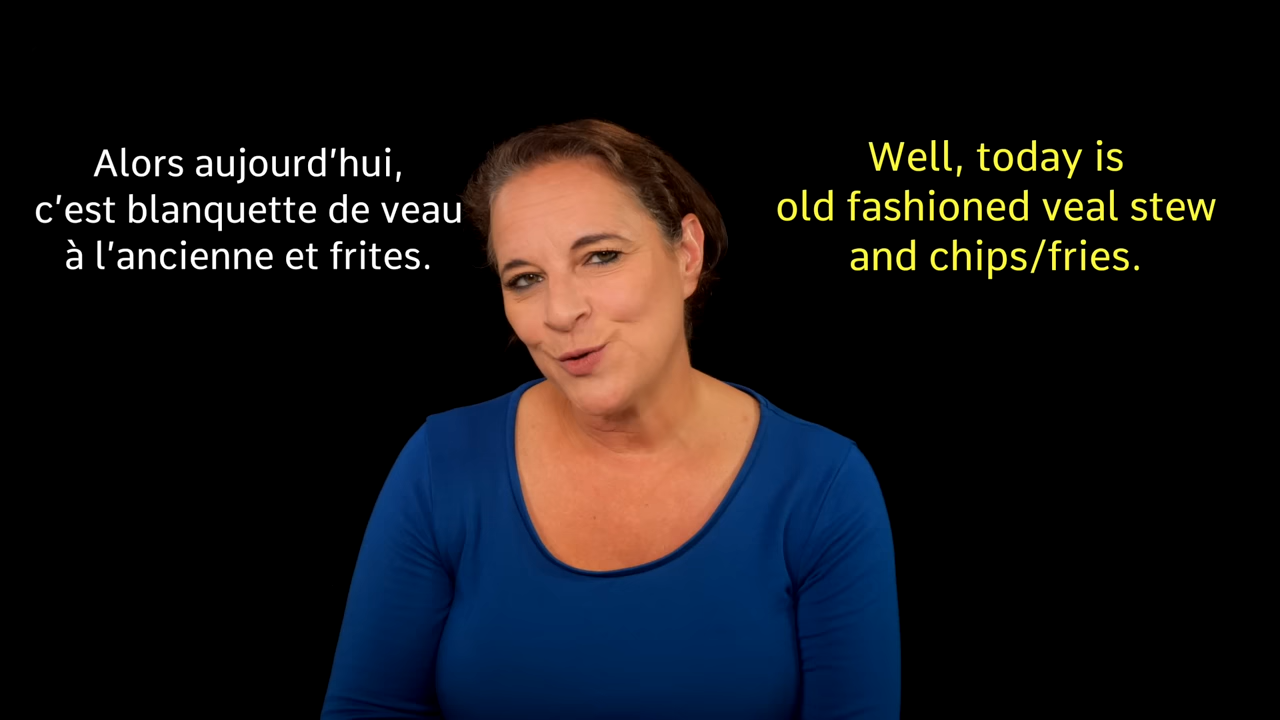 Alors aujourd’hui,
c’est blanquette de veau
à l’ancienne et frites.
Well, today is
old fashioned veal stew
and chips/fries.